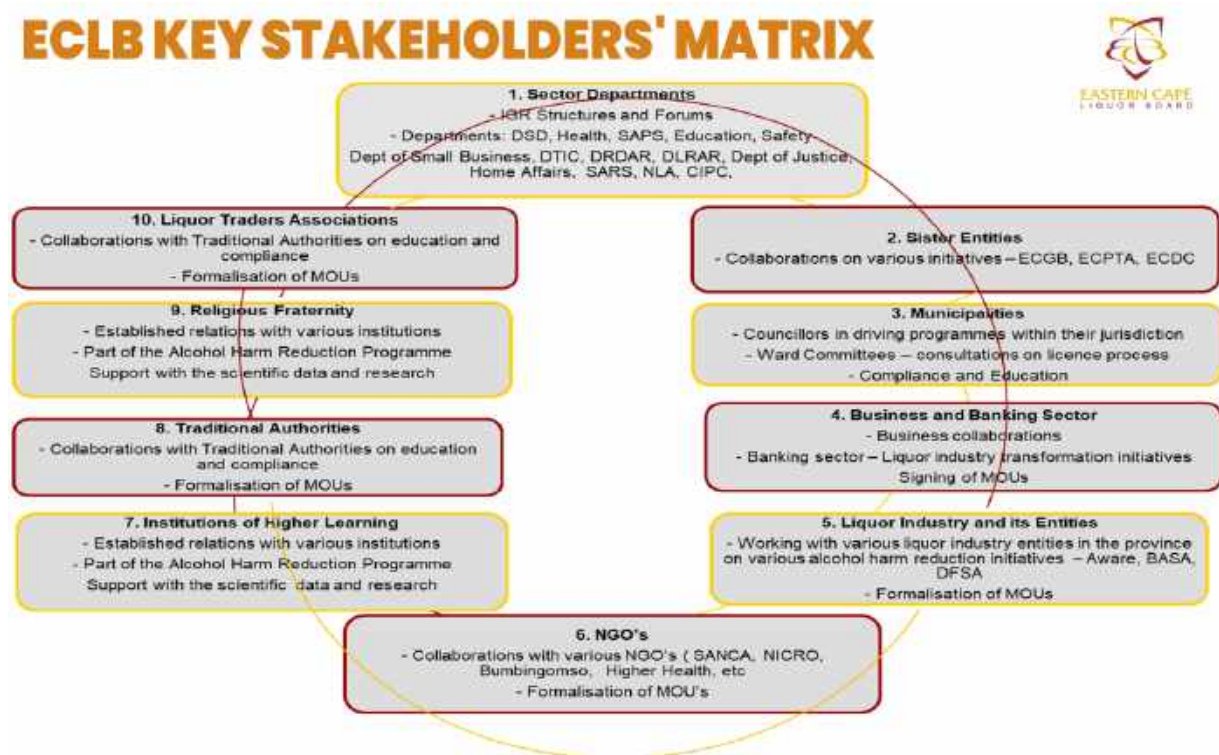 ECLB KEY STAKEHOLDERS' MATRIX
EASTERN CAPE
LIQUOR BOARD
1. Sector Departments
- IGR Structures and Forums
- Departments: DSD, Health, SAPS, Education, Safety
Dept of Small Business, DTIC, DRDAR, DLRAR, Dept of Justice,
Home Affairs, SARS, NLA, CIPC,
2. Sister Entities
- Collaborations on various initiatives – ECGB, ECPTA, ECDC
3. Municipalities
- Councillors in driving programmes within their jurisdiction
- Ward Committees – consultations on licence process
- Compliance and Education
4. Business and Banking Sector
- Business collaborations
- Banking sector – Liquor industry transformation initiatives
Signing of MOUs
5. Liquor Industry and its Entities
- Working with various liquor industry entities in the province
on various alcohol harm reduction initiatives – Aware, BASA,
DFSA
- Formalisation of MOUs
6. NGO's
- Collaborations with various NGO's ( SANCA, NICRO,
Bumbingomso, Higher Health, etc
- Formalisation of MOU's
7. Institutions of Higher Learning
- Established relations with various institutions
- Part of the Alcohol Harm Reduction Programme
Support with the scientific data and research
8. Traditional Authorities
- Collaborations with Traditional Authorities on education
and compliance
- Formalisation of MOUs
9. Religious Fraternity
- Established relations with various institutions
- Part of the Alcohol Harm Reduction Programme
Support with the scientific data and research
10. Liquor Traders Associations
- Collaborations with Traditional Authorities on education and
compliance
- Formalisation of MOUs